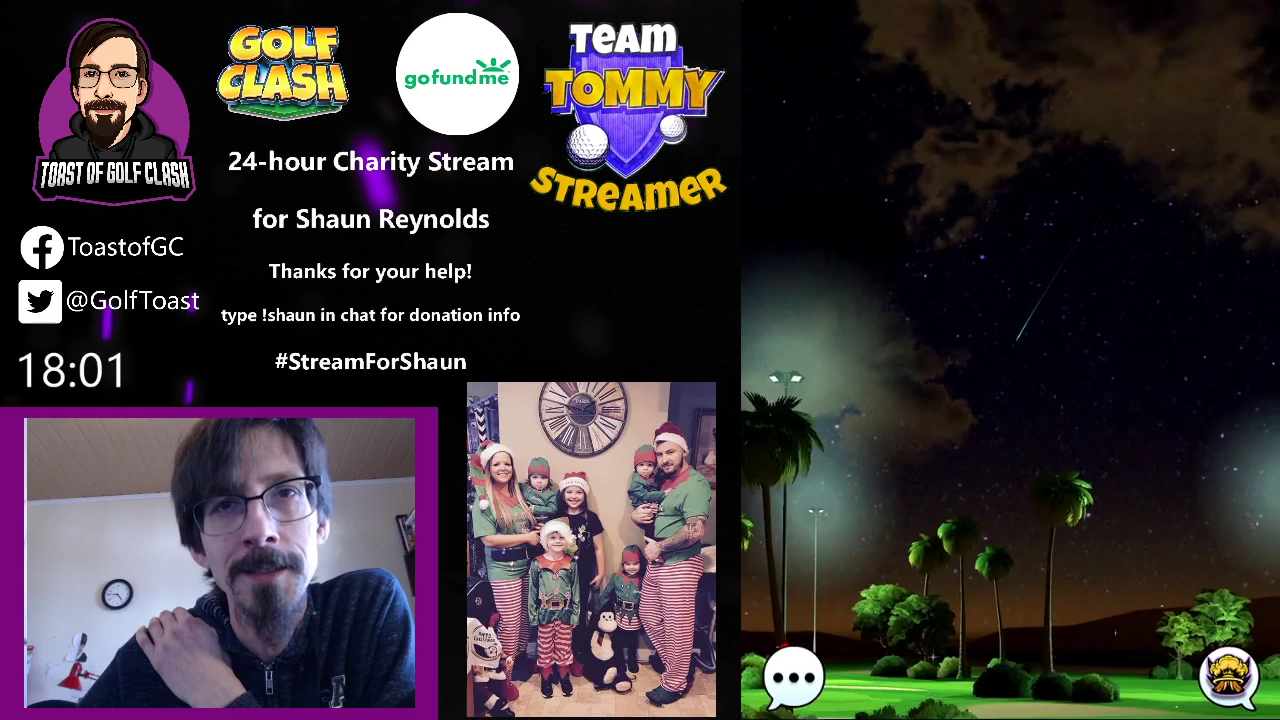 TOAST OF GOLF CLASH
GOLF
CLASH
gofundme
TEAM
TOMMY
STREAMER
24-hour Charity Stream
for Shaun Reynolds
Thanks for your help!
type !shaun in chat for donation info
#StreamForShaun
ToastofGC
@GolfToast
18:01
PARIS